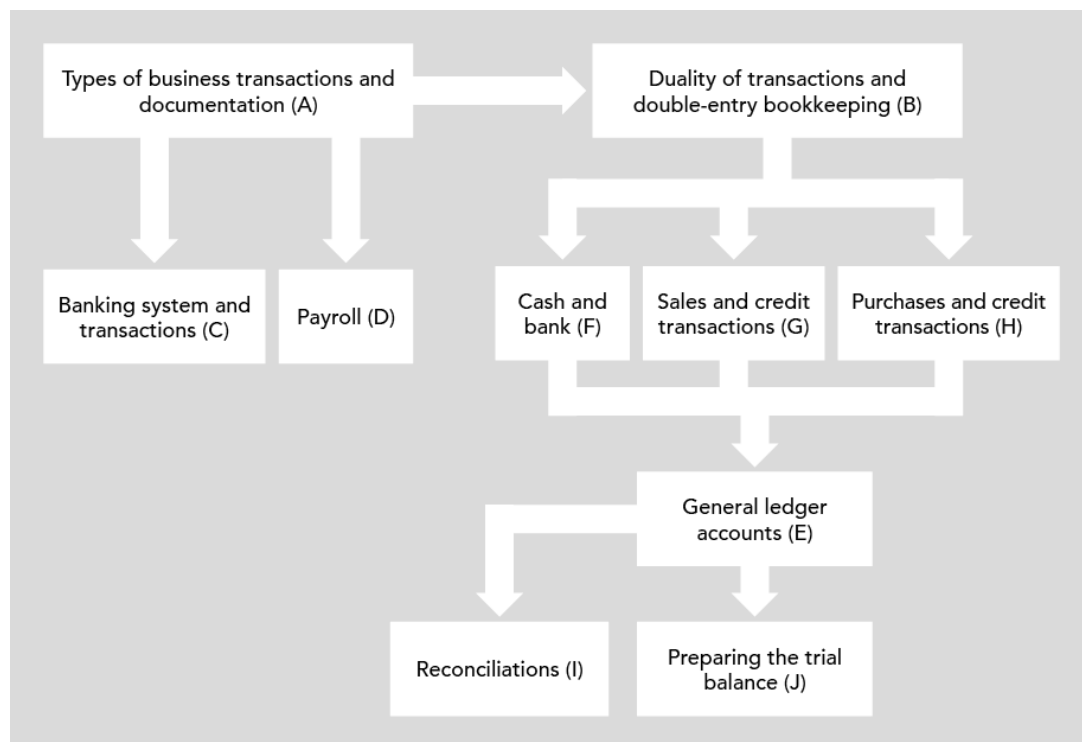 Types of business transactions and
documentation (A)
Duality of transactions and
double-entry bookkeeping (B)
Banking system and
transactions (C)
Payroll (D)
Cash and
bank (F)
Sales and credit
transactions (G)
Purchases and credit
transactions (H)
General ledger
accounts (E)
Reconciliations (I)
Preparing the trial
balance (J)